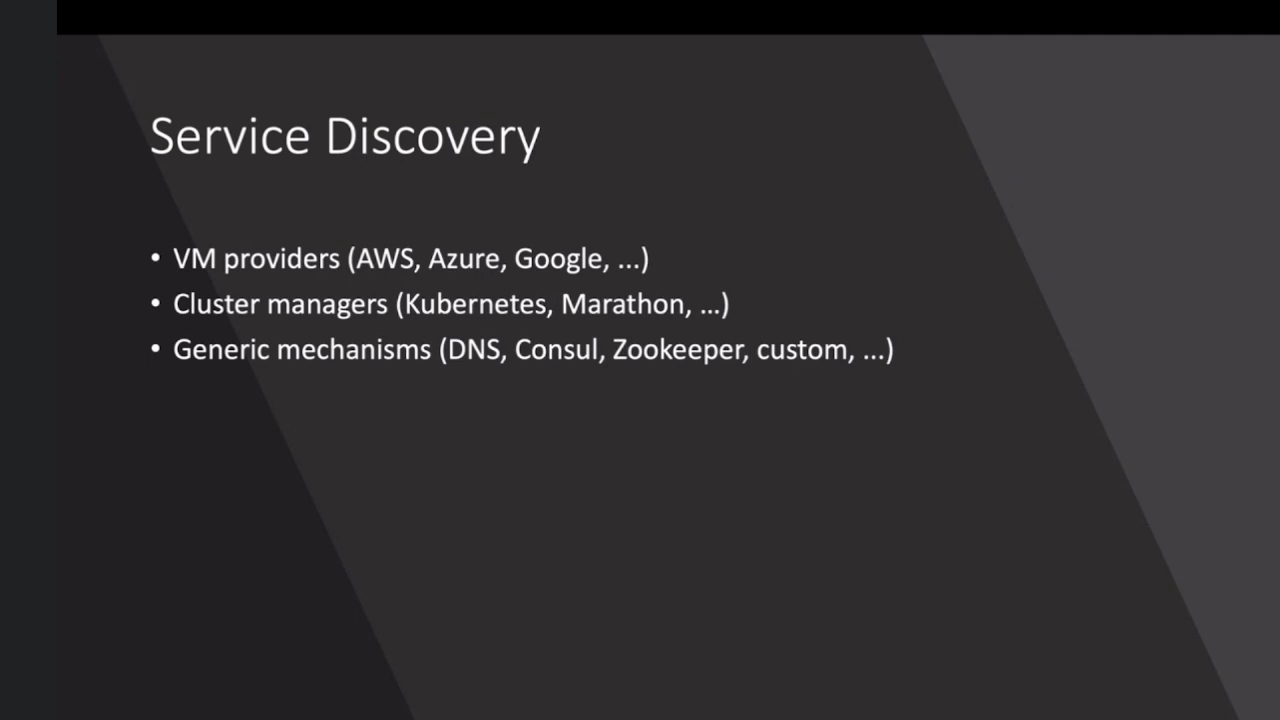 Service Discovery
• VM providers (AWS, Azure, Google, ...)
• Cluster managers (Kubernetes, Marathon, ...)
• Generic mechanisms (DNS, Consul, Zookeeper, custom, ...)